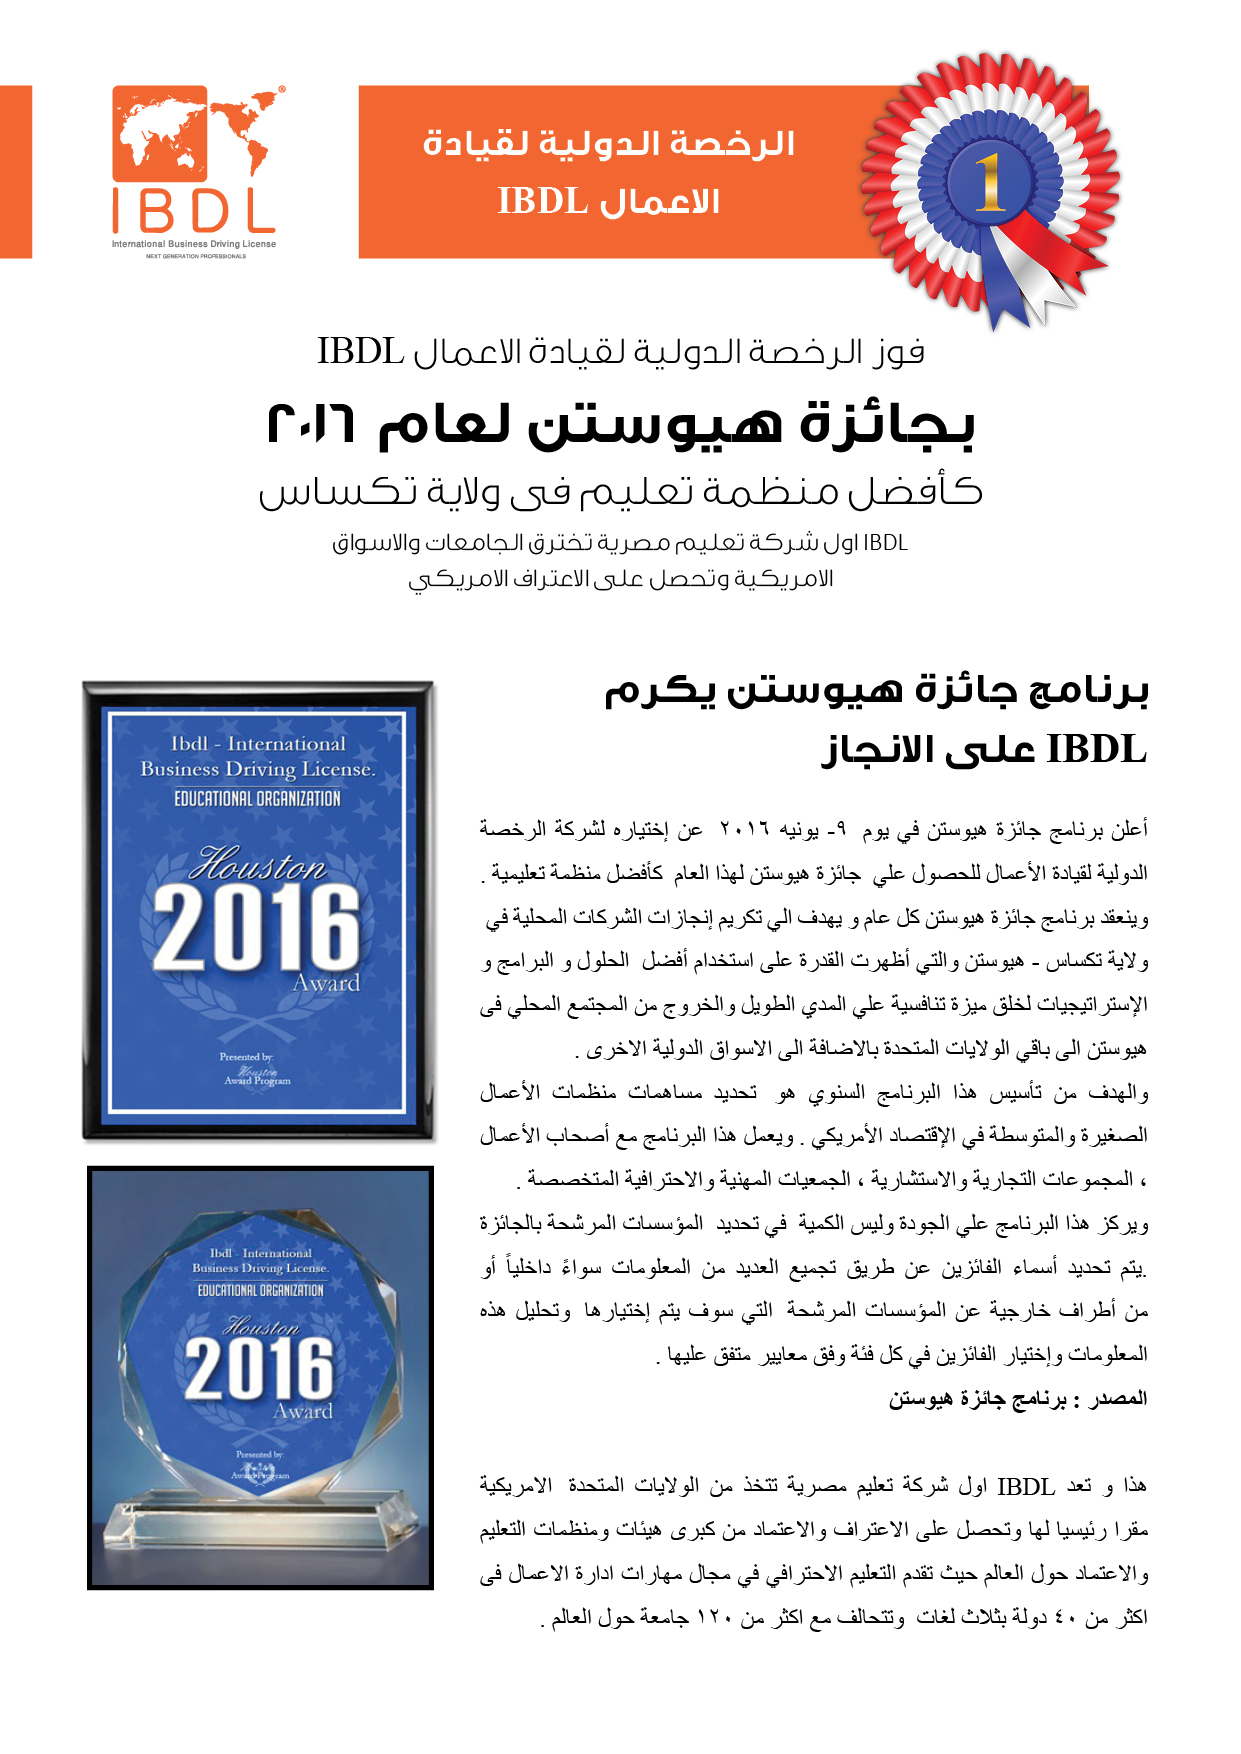 IBDL
International Business Driving License
NEXT GENERATION PROFESSIONALS
®
الرخصة الدولية لقيادة
الاعمال IBDL
1
فوز الرخصة الدولية لقيادة الاعمال IBDL
بجائزة هيوستن لعام ٢٠١٦
كأفضل منظمة تعليم فى ولاية تكساس
IBDL اول شركة تعليم مصرية تخترق الجامعات والاسواق
الامريكية وتحصل على الاعتراف الامريكي
برنامج جائزة هيوستن يكرم
IBDL على الانجاز
أعلن برنامج جائزة هيوستن في يوم ٩- يونيه ٢٠١٦ عن إختياره لشركة الرخصة
الدولية لقيادة الأعمال للحصول علي جائزة هيوستن لهذا العام كأفضل منظمة تعليمية .
وينعقد برنامج جائزة هيوستن كل عام و يهدف الي تكريم إنجازات الشركات المحلية في
ولاية تكساس - هيوستن والتي أظهرت القدرة على استخدام أفضل الحلول و البرامج و
الإستراتيجيات لخلق ميزة تنافسية علي المدي الطويل والخروج من المجتمع المحلي فى
هيوستن الى باقي الولايات المتحدة بالاضافة الى الاسواق الدولية الاخرى .
والهدف من تأسيس هذا البرنامج السنوي هو تحديد مساهمات منظمات الأعمال
الصغيرة والمتوسطة في الإقتصاد الأمريكي . ويعمل هذا البرنامج مع أصحاب الأعمال
، المجموعات التجارية والاستشارية ، الجمعيات المهنية والاحترافية المتخصصة .
ويركز هذا البرنامج علي الجودة وليس الكمية في تحديد المؤسسات المرشحة بالجائزة
.يتم تحديد أسماء الفائزين عن طريق تجميع العديد من المعلومات سواءً داخلياً أو
من أطراف خارجية عن المؤسسات المرشحة التي سوف يتم إختيارها وتحليل هذه
المعلومات وإختيار الفائزين في كل فئة وفق معايير متفق عليها .
المصدر : برنامج جائزة هيوستن
هذا و تعد IBDL اول شركة تعليم مصرية تتخذ من الولايات المتحدة الامريكية
مقرا رئيسيا لها وتحصل على الاعتراف والاعتماد من كبرى هيئات ومنظمات التعليم
والاعتماد حول العالم حيث تقدم التعليم الاحترافي في مجال مهارات ادارة الاعمال فى
اكثر من ٤٠ دولة بثلاث لغات وتتحالف مع اكثر من ١٢٠ جامعة حول العالم .
Ibdl - International
Business Driving License.
EDUCATIONAL ORGANIZATION
Houston
2016
Award
Presented by:
Houston
Award Program
Ibdl - International
Business Driving License.
EDUCATIONAL ORGANIZATION
Houston
2016
Award
Presented by:
Houston
Award Program